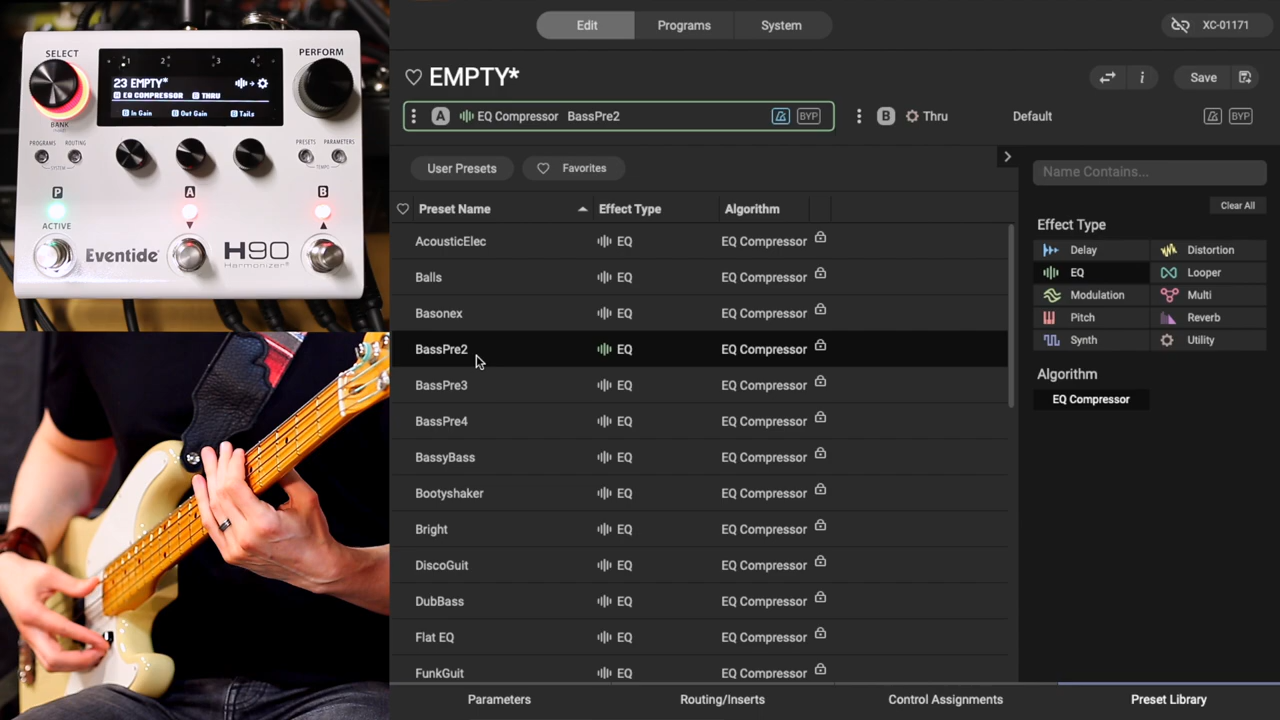 SELECT
PERFORM
1 2 3 4
23 EMPTY*
A EQ COMPRESSOR B THRU
In Gain Out Gain Tails
BANK
PROGRAMS ROUTING
SYSTEM
PRESETS PARAMETERS
TEMPO
P A B
ACTIVE
Eventide®
H90
Harmonizer®
Edit Programs System
XC-01171
EMPTY*
i Save
A EQ Compressor BassPre2 BYP
B Thru Default BYP
User Presets Favorites
Name Contains...
Clear All
Preset Name Effect Type Algorithm
AcousticElec EQ EQ Compressor
Balls EQ EQ Compressor
Basonex EQ EQ Compressor
BassPre2 EQ EQ Compressor
BassPre3 EQ EQ Compressor
BassPre4 EQ EQ Compressor
BassyBass EQ EQ Compressor
Bootyshaker EQ EQ Compressor
Bright EQ EQ Compressor
DiscoGuit EQ EQ Compressor
DubBass EQ EQ Compressor
Flat EQ EQ EQ Compressor
FunkGuit EQ EQ Compressor
Effect Type
Delay Distortion
EQ Looper
Modulation Multi
Pitch Reverb
Synth Utility
Algorithm
EQ Compressor
Parameters Routing/Inserts Control Assignments Preset Library